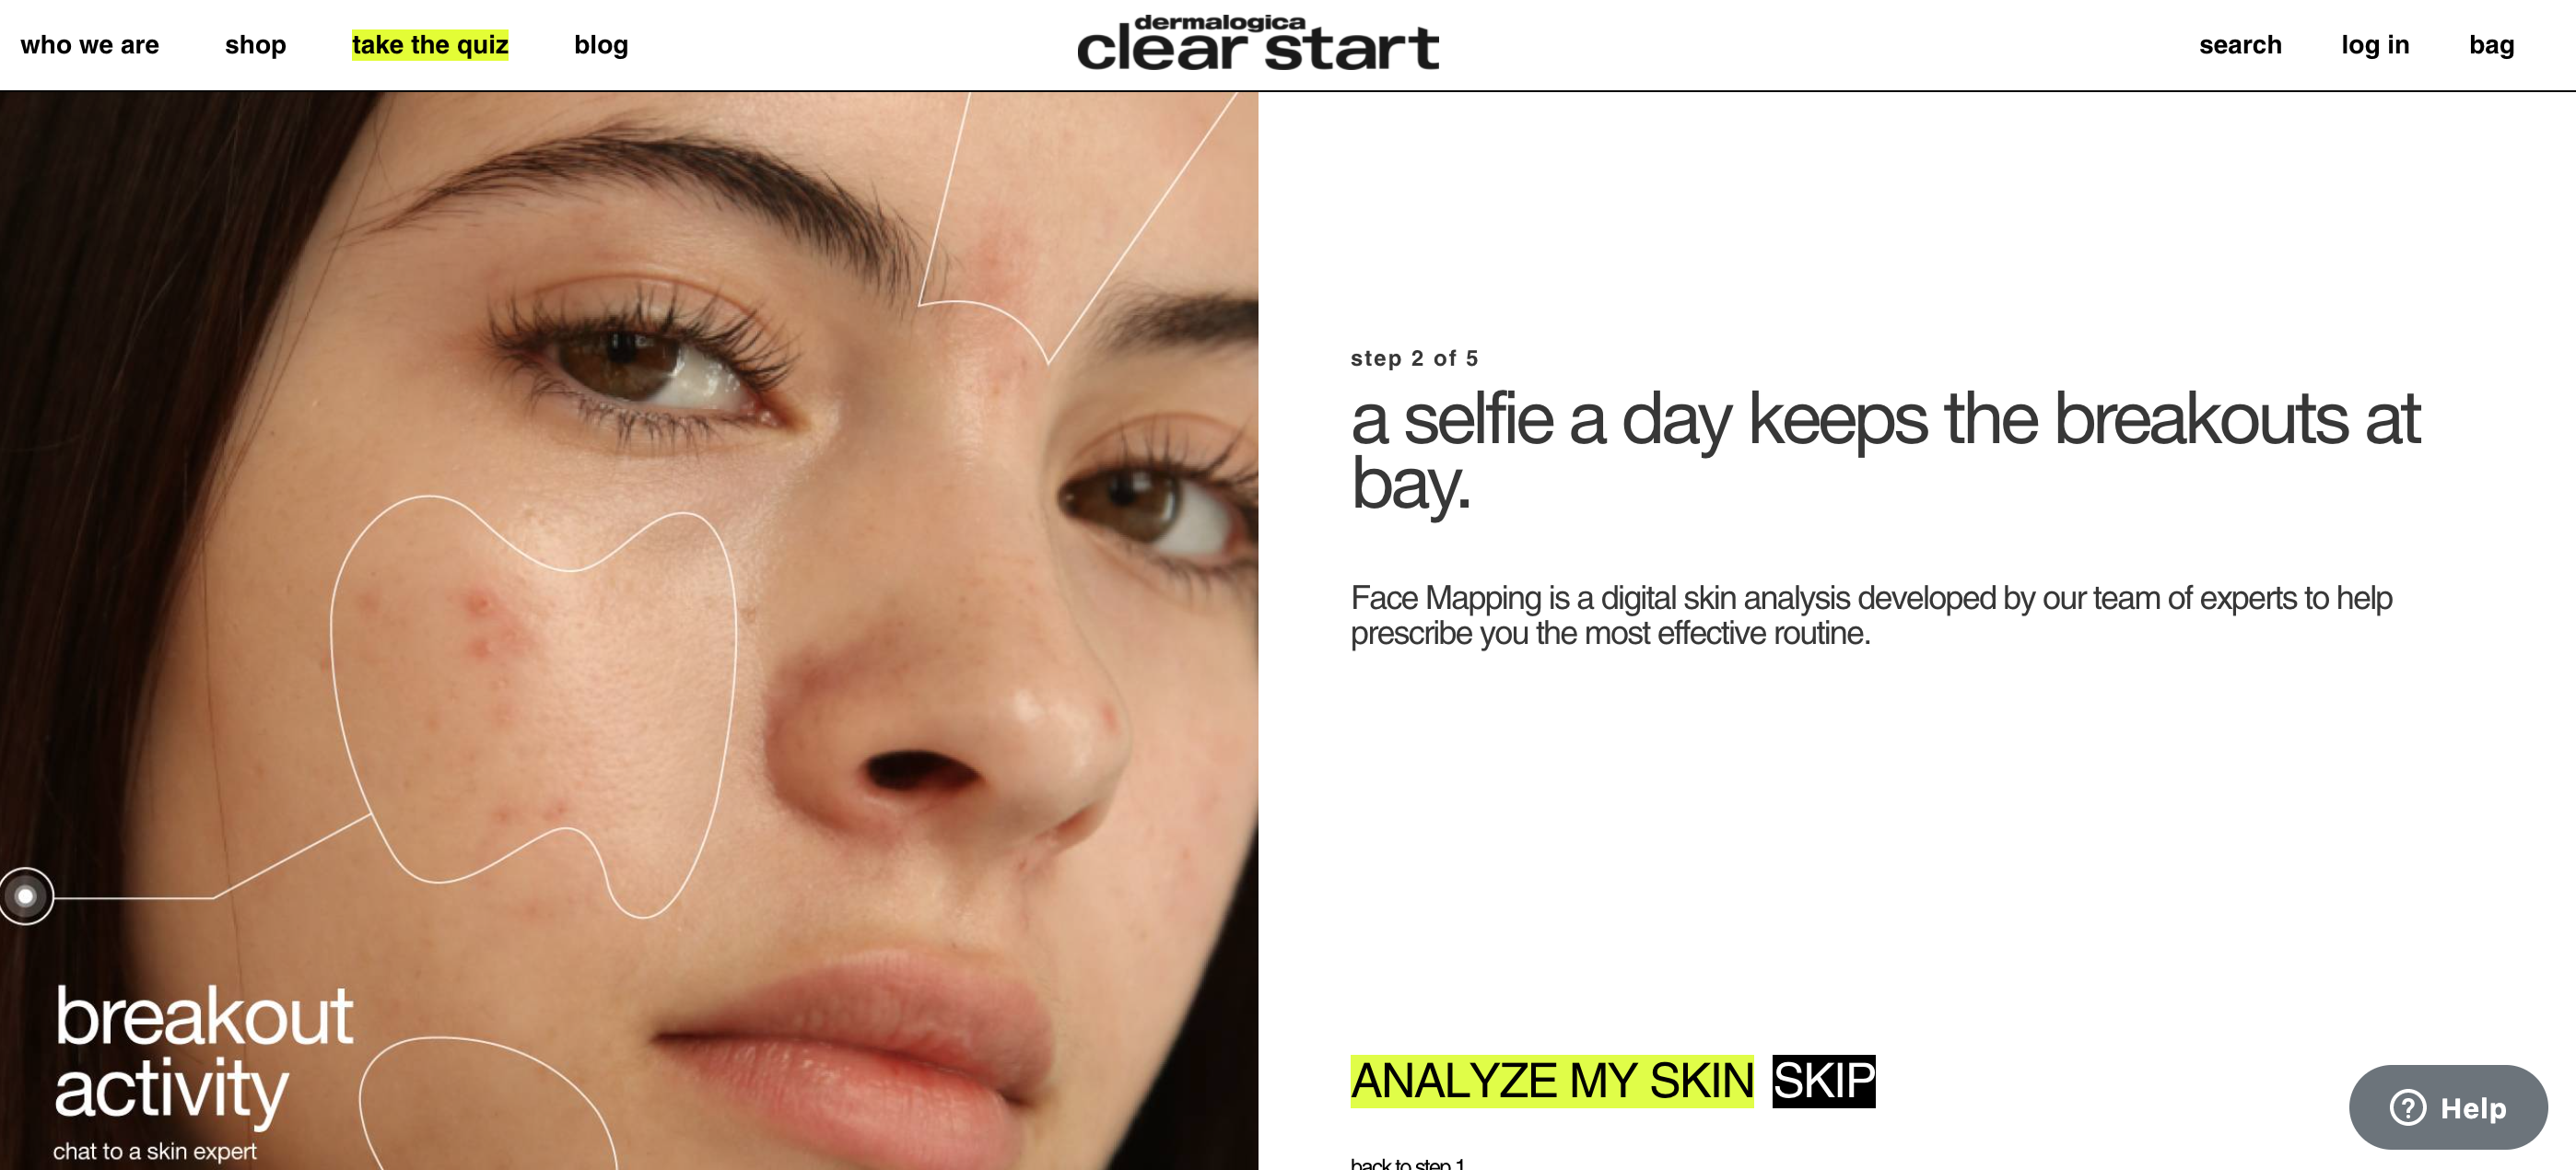 who we are
shop
take the quiz
blog
dermalogica
clear start
search
log in
bag
breakout
activity
chat to a skin expert
step 2 of 5
a selfie a day keeps the breakouts at
bay.
Face Mapping is a digital skin analysis developed by our team of experts to help
prescribe you the most effective routine.
ANALYZE MY SKIN
SKIP
back to step 1
? Help